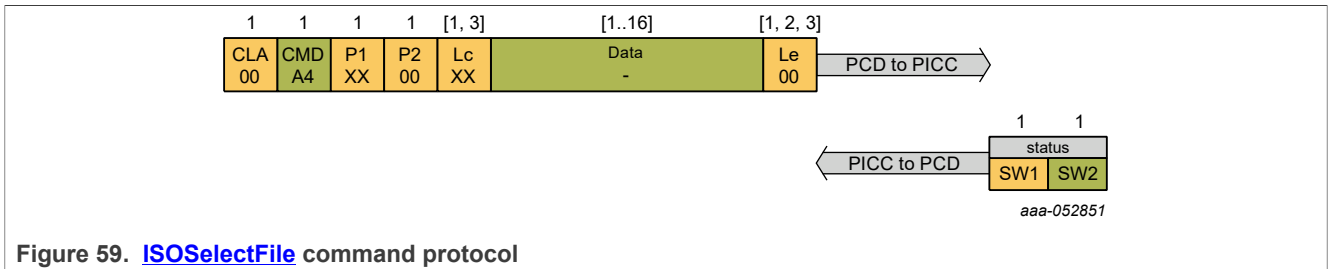 1 1 1 1 [1, 3] [1..16] [1, 2, 3]
CLA CMD P1 P2 Lc Data Le
00 A4 XX 00 XX - 00
PCD to PICC
1 1
status
PICC to PCD
SW1 SW2
aaa-052851
Figure 59. ISOSelectFile command protocol